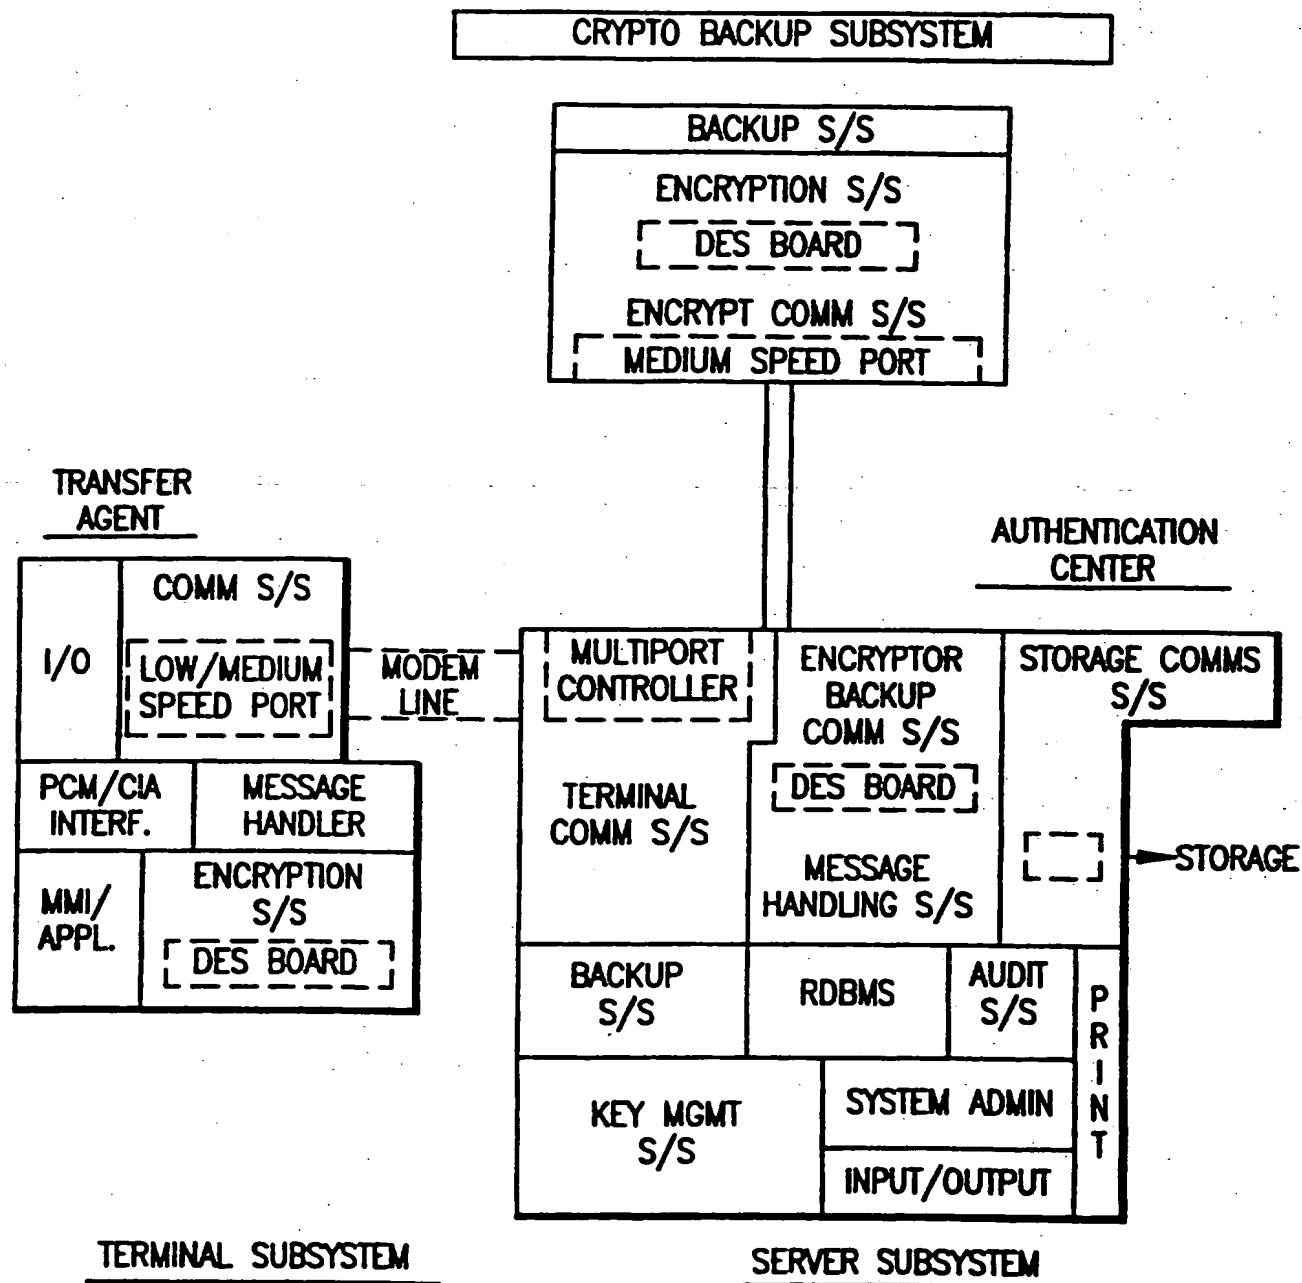 CRYPTO BACKUP SUBSYSTEM
BACKUP S/S
ENCRYPTION S/S
DES BOARD
ENCRYPT COMM S/S
MEDIUM SPEED PORT
TRANSFER
AGENT
I/O
COMM S/S
LOW/MEDIUM
SPEED PORT
PCM/CIA
INTERF.
MESSAGE
HANDLER
MMI/
APPL.
ENCRYPTION
S/S
DES BOARD
MODEM
LINE
AUTHENTICATION
CENTER
MULTIPORT
CONTROLLER
TERMINAL
COMM S/S
ENCRYPTOR
BACKUP
COMM S/S
DES BOARD
MESSAGE
HANDLING S/S
STORAGE COMMS
S/S
STORAGE
BACKUP
S/S
RDBMS
AUDIT
S/S
PRINT
KEY MGMT
S/S
SYSTEM ADMIN
INPUT/OUTPUT
TERMINAL SUBSYSTEM
SERVER SUBSYSTEM